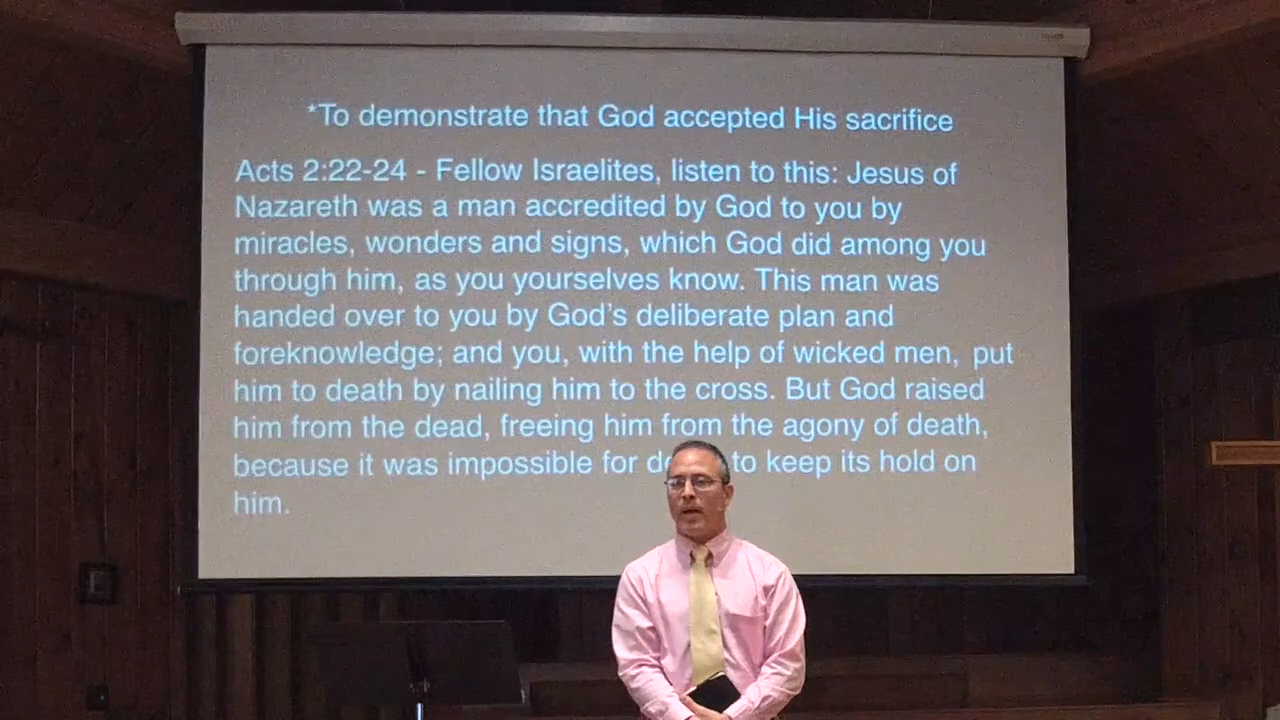 *To demonstrate that God accepted His sacrifice
Acts 2:22-24 - Fellow Israelites, listen to this: Jesus of
Nazareth was a man accredited by God to you by
miracles, wonders and signs, which God did among you
through him, as you yourselves know. This man was
handed over to you by God's deliberate plan and
foreknowledge; and you, with the help of wicked men, put
him to death by nailing him to the cross. But God raised
him from the dead, freeing him from the agony of death,
because it was impossible for to keep its hold on
him.